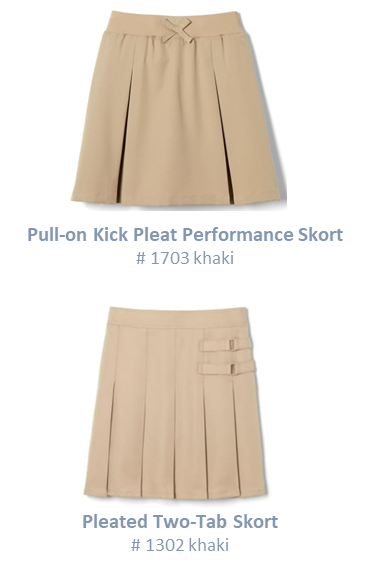 Pull-on Kick Pleat Performance Skort
# 1703 khaki
Pleated Two-Tab Skort
# 1302 khaki